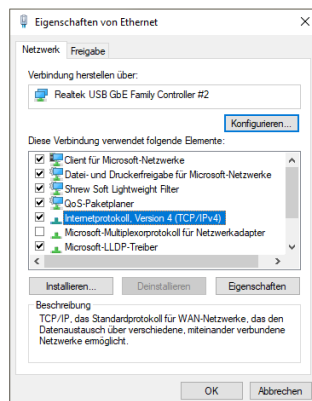 Eigenschaften von Ethernet
Netzwerk Freigabe
Verbindung herstellen über:
Realtek USB GbE Family Controller #2
Konfigurieren...
Diese Verbindung verwendet folgende Elemente:
Client für Microsoft-Netzwerke
Datei- und Druckerfreigabe für Microsoft-Netzwerke
Shrew Soft Lightweight Filter
QoS-Paketplaner
Internetprotokoll, Version 4 (TCP/IPv4)
Microsoft-Multiplexorprotokoll für Netzwerkadapter
Microsoft-LLDP-Treiber
Installieren... Deinstallieren Eigenschaften
Beschreibung
TCP/IP, das Standardprotokoll für WAN-Netzwerke, das den
Datenaustausch über verschiedene, miteinander verbundene
Netzwerke ermöglicht.
OK Abbrechen